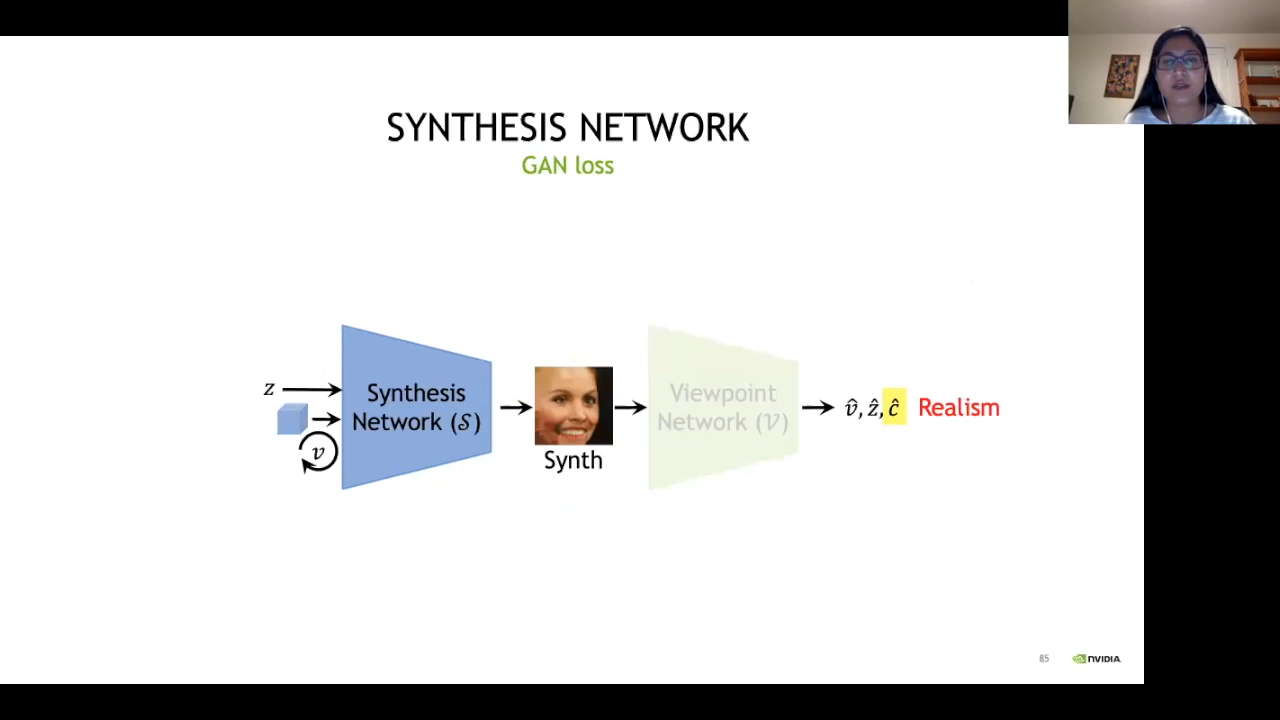 SYNTHESIS NETWORK
GAN loss
z
v
Synthesis
Network (𝒮)
Synth
Viewpoint
Network (𝒱)
v̂, ẑ, ĉ Realism
85
NVIDIA.